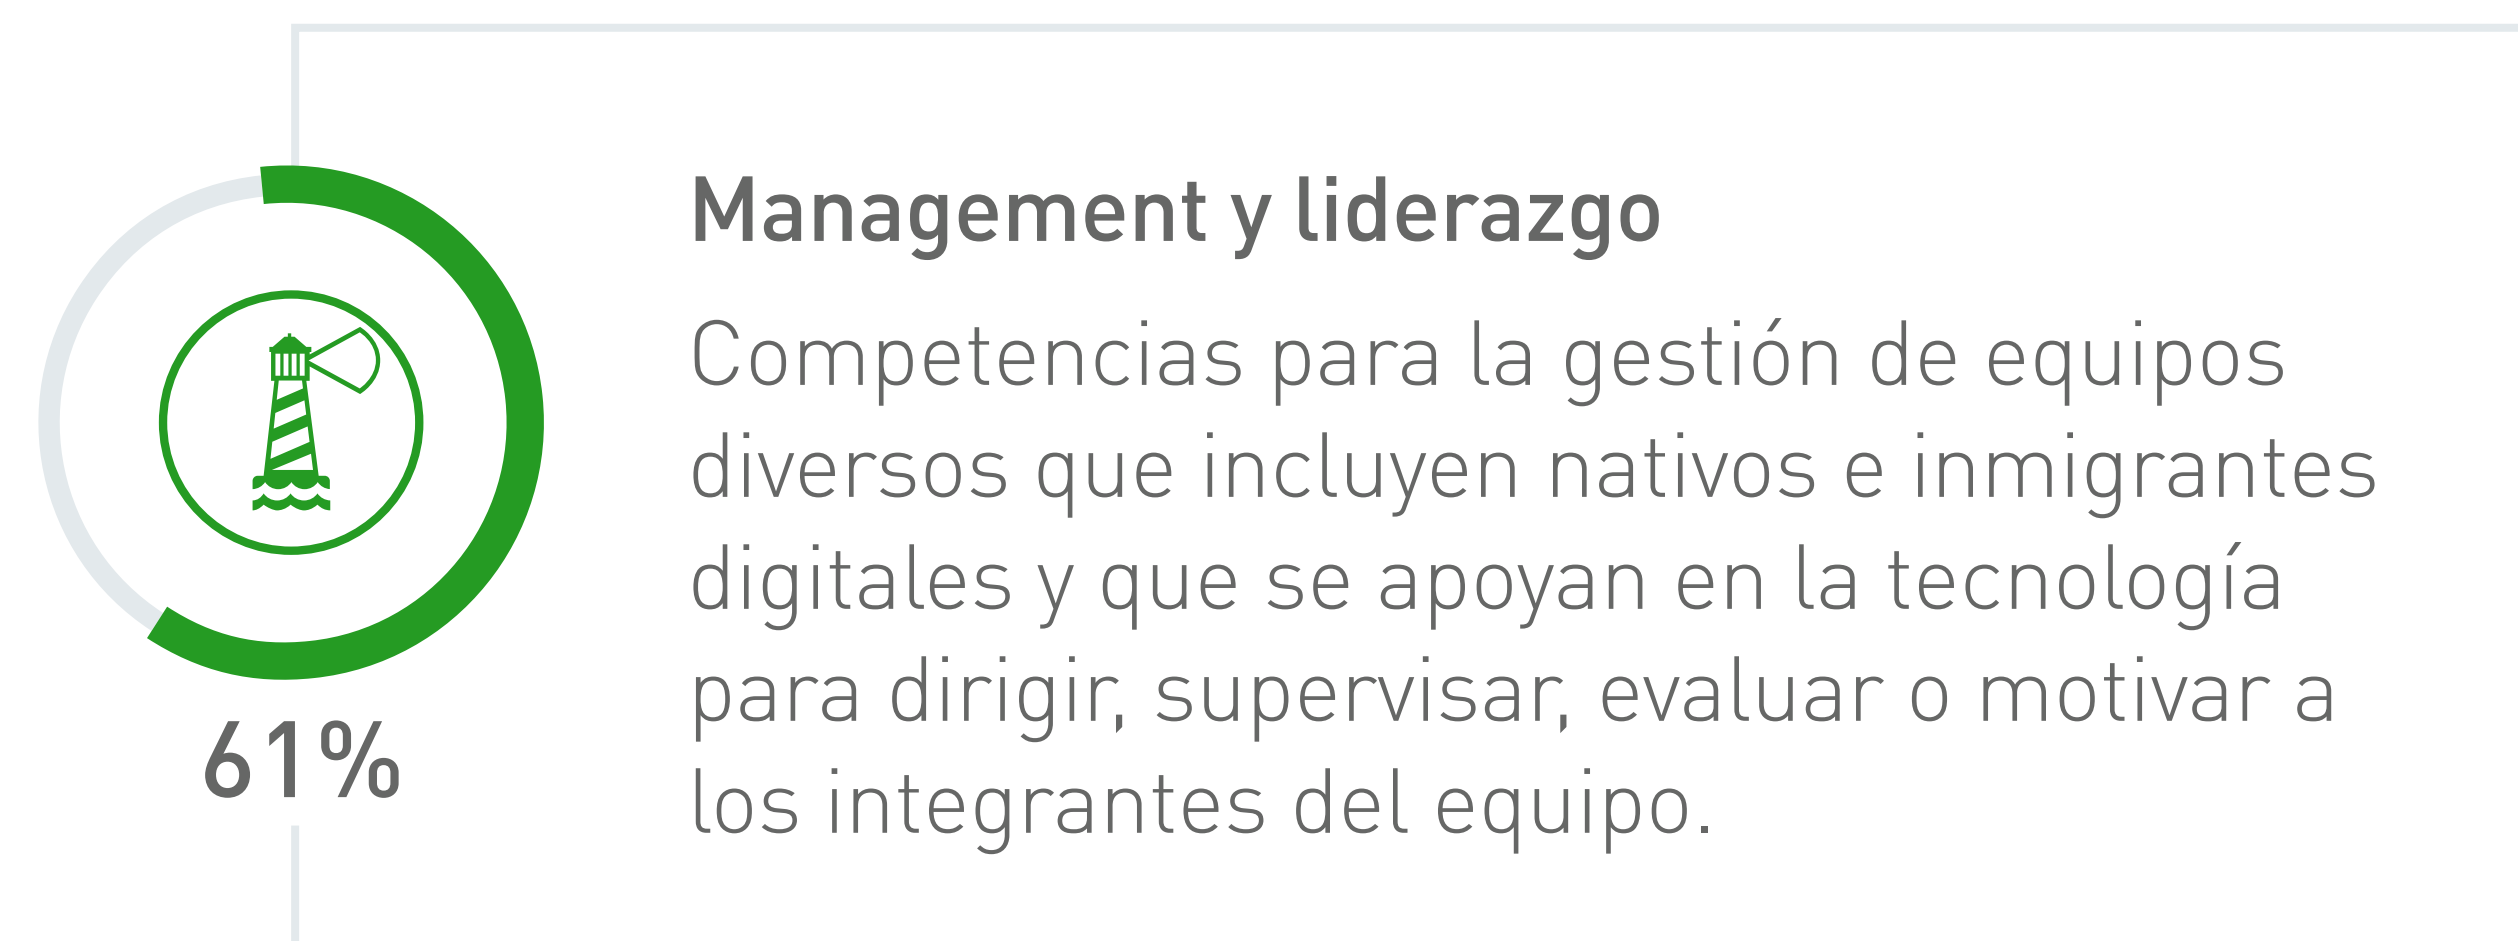 Management y liderazgo
Competencias para la gestión de equipos
diversos que incluyen nativos e inmigrantes
digitales y que se apoyan en la tecnología
para dirigir, supervisar, evaluar o motivar a
los integrantes del equipo.
61%